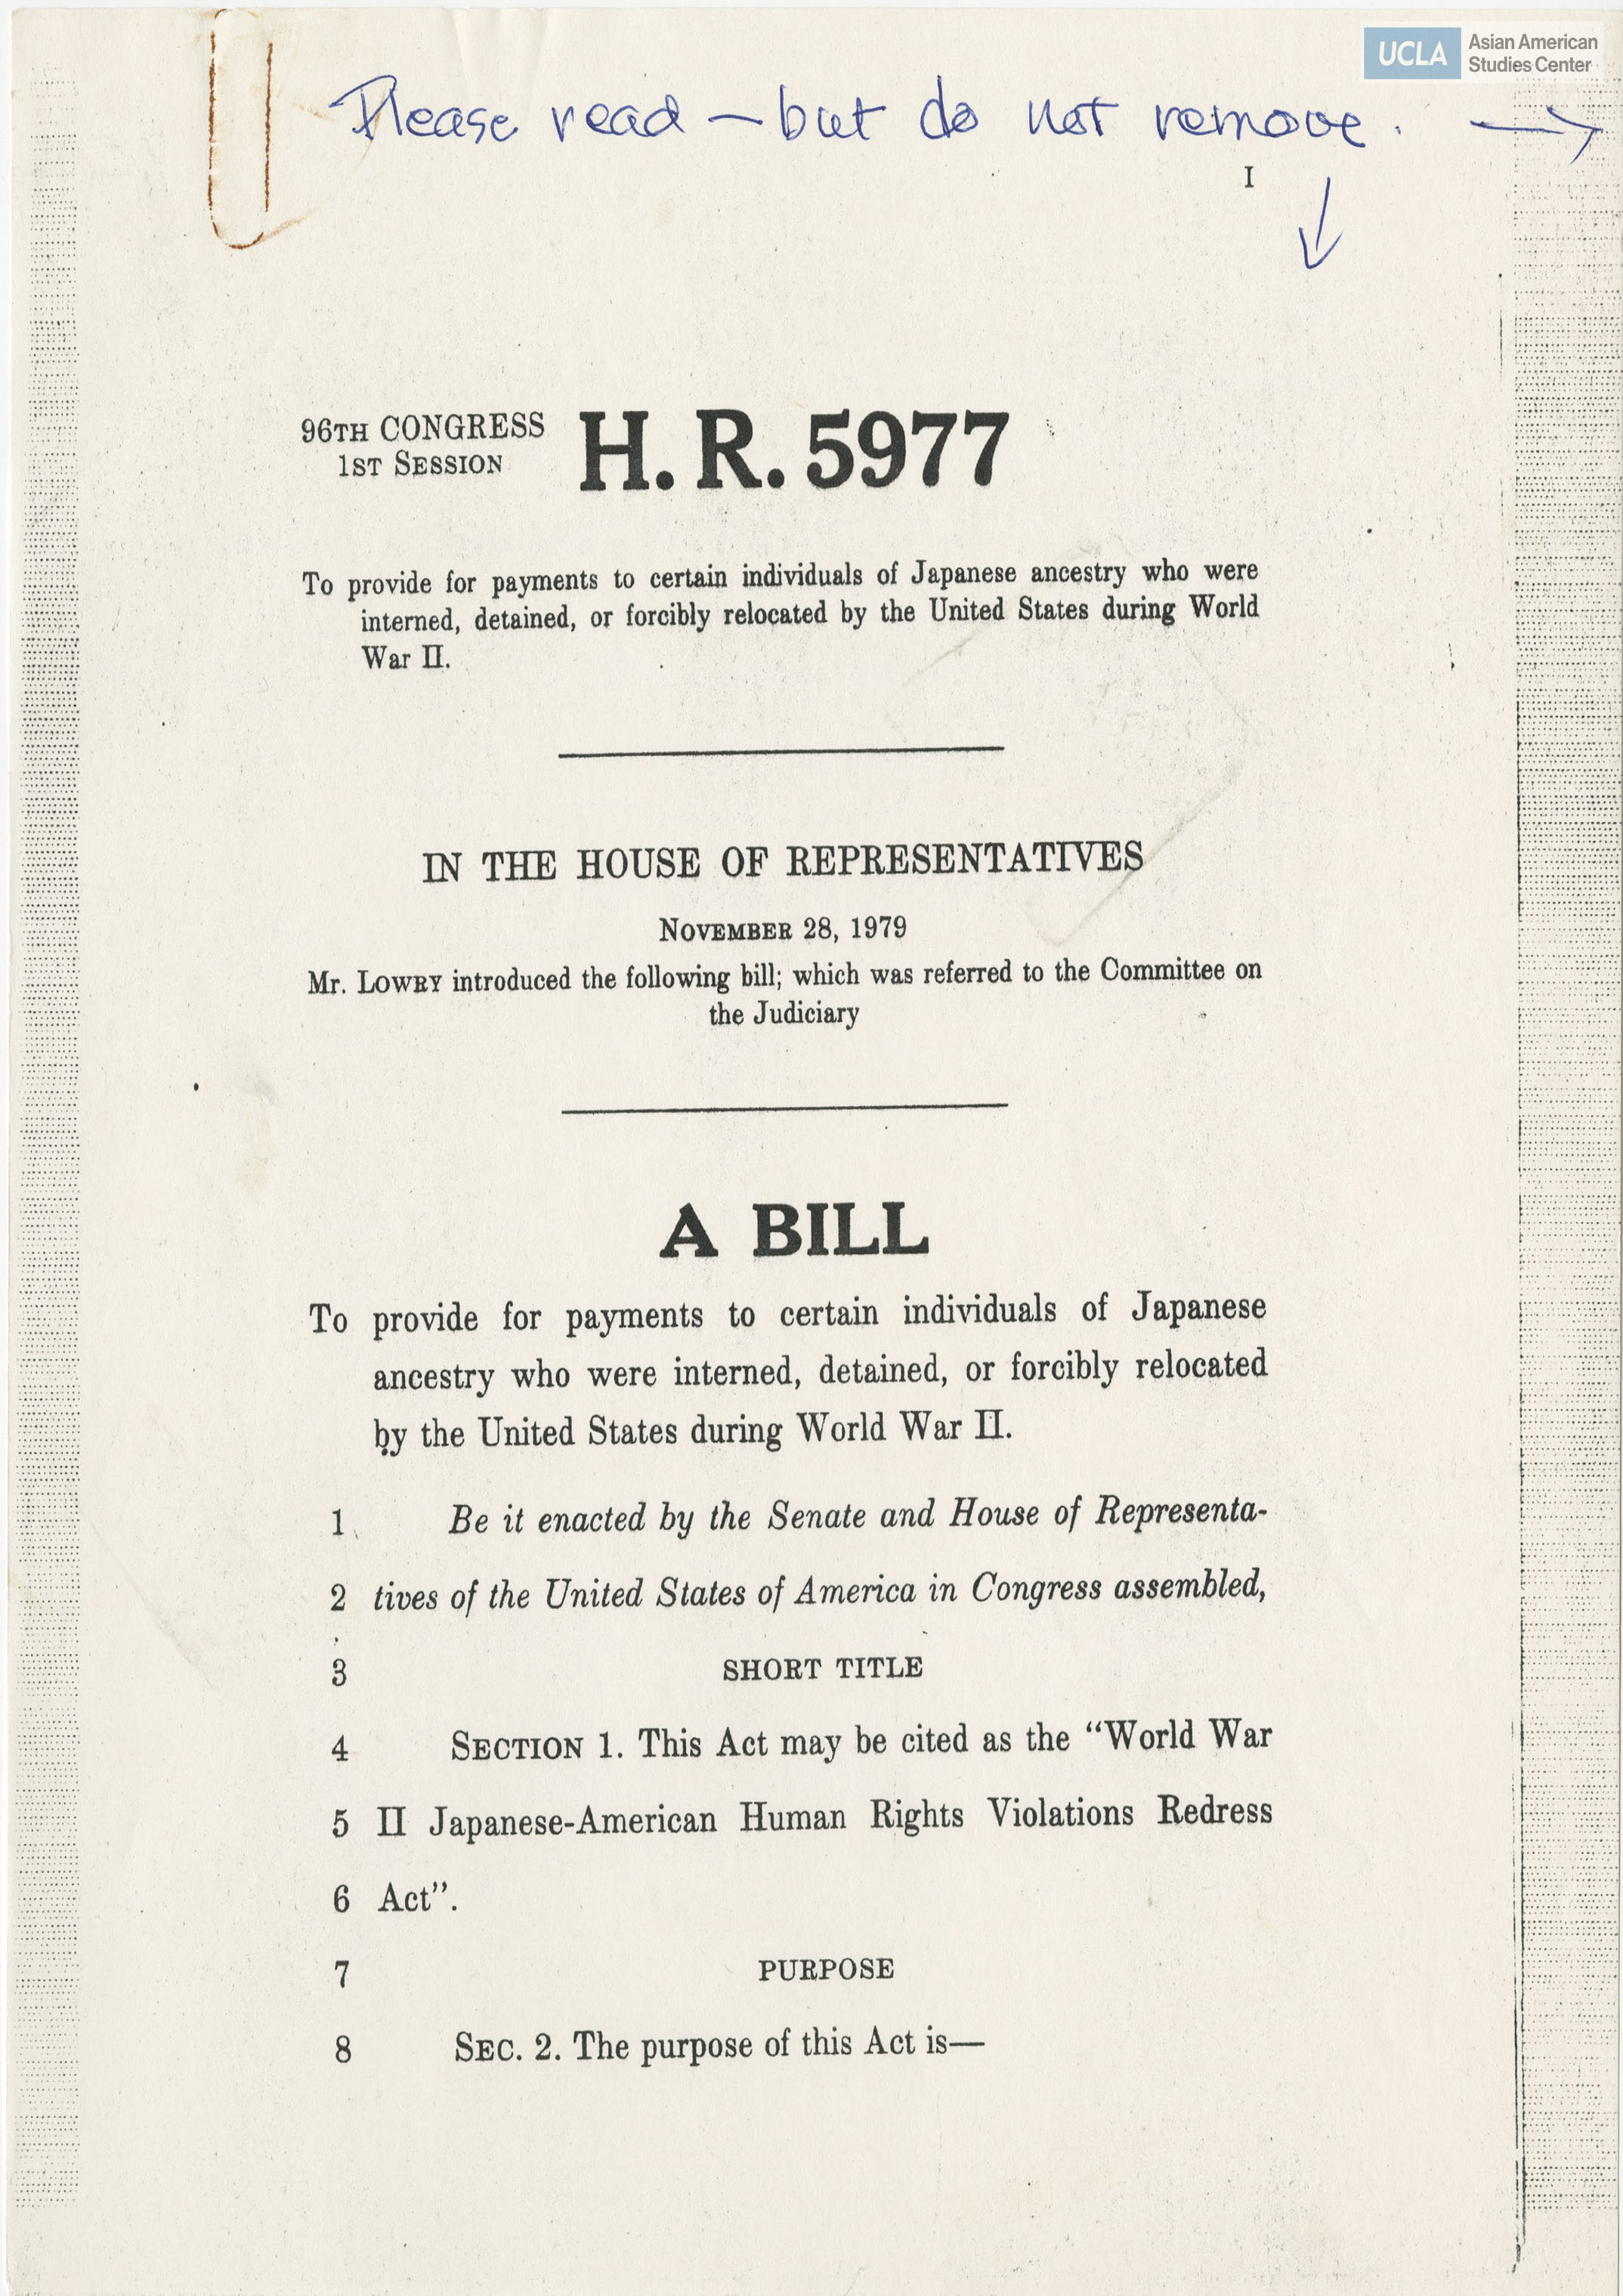 UCLA Asian American
Studies Center
Please read — but do not remove. →
I
↓
96TH CONGRESS
1ST SESSION
H. R. 5977
To provide for payments to certain individuals of Japanese ancestry who were
interned, detained, or forcibly relocated by the United States during World
War II.
IN THE HOUSE OF REPRESENTATIVES
NOVEMBER 28, 1979
Mr. LOWRY introduced the following bill; which was referred to the Committee on
the Judiciary
A BILL
To provide for payments to certain individuals of Japanese
ancestry who were interned, detained, or forcibly relocated
by the United States during World War II.
1 Be it enacted by the Senate and House of Representa-
2 tives of the United States of America in Congress assembled,
3 SHORT TITLE
4 SECTION 1. This Act may be cited as the “World War
5 II Japanese-American Human Rights Violations Redress
6 Act”.
7 PURPOSE
8 SEC. 2. The purpose of this Act is—